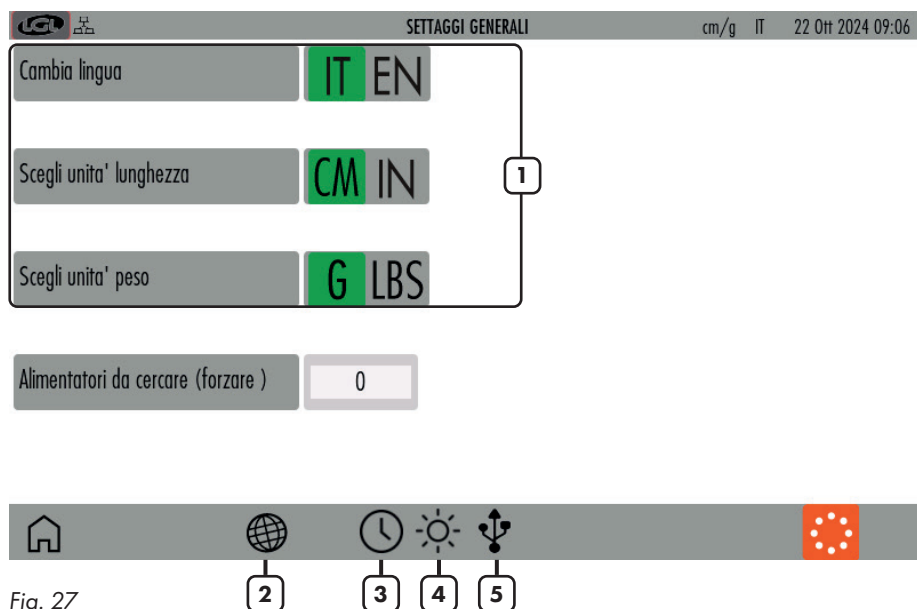 LGL SETTAGGI GENERALI cm/g IT 22 Ott 2024 09:06
Cambia lingua IT EN
Scegli unita' lunghezza CM IN
1
Scegli unita' peso G LBS
Alimentatori da cercare (forzare ) 0
Fig. 27 2 3 4 5